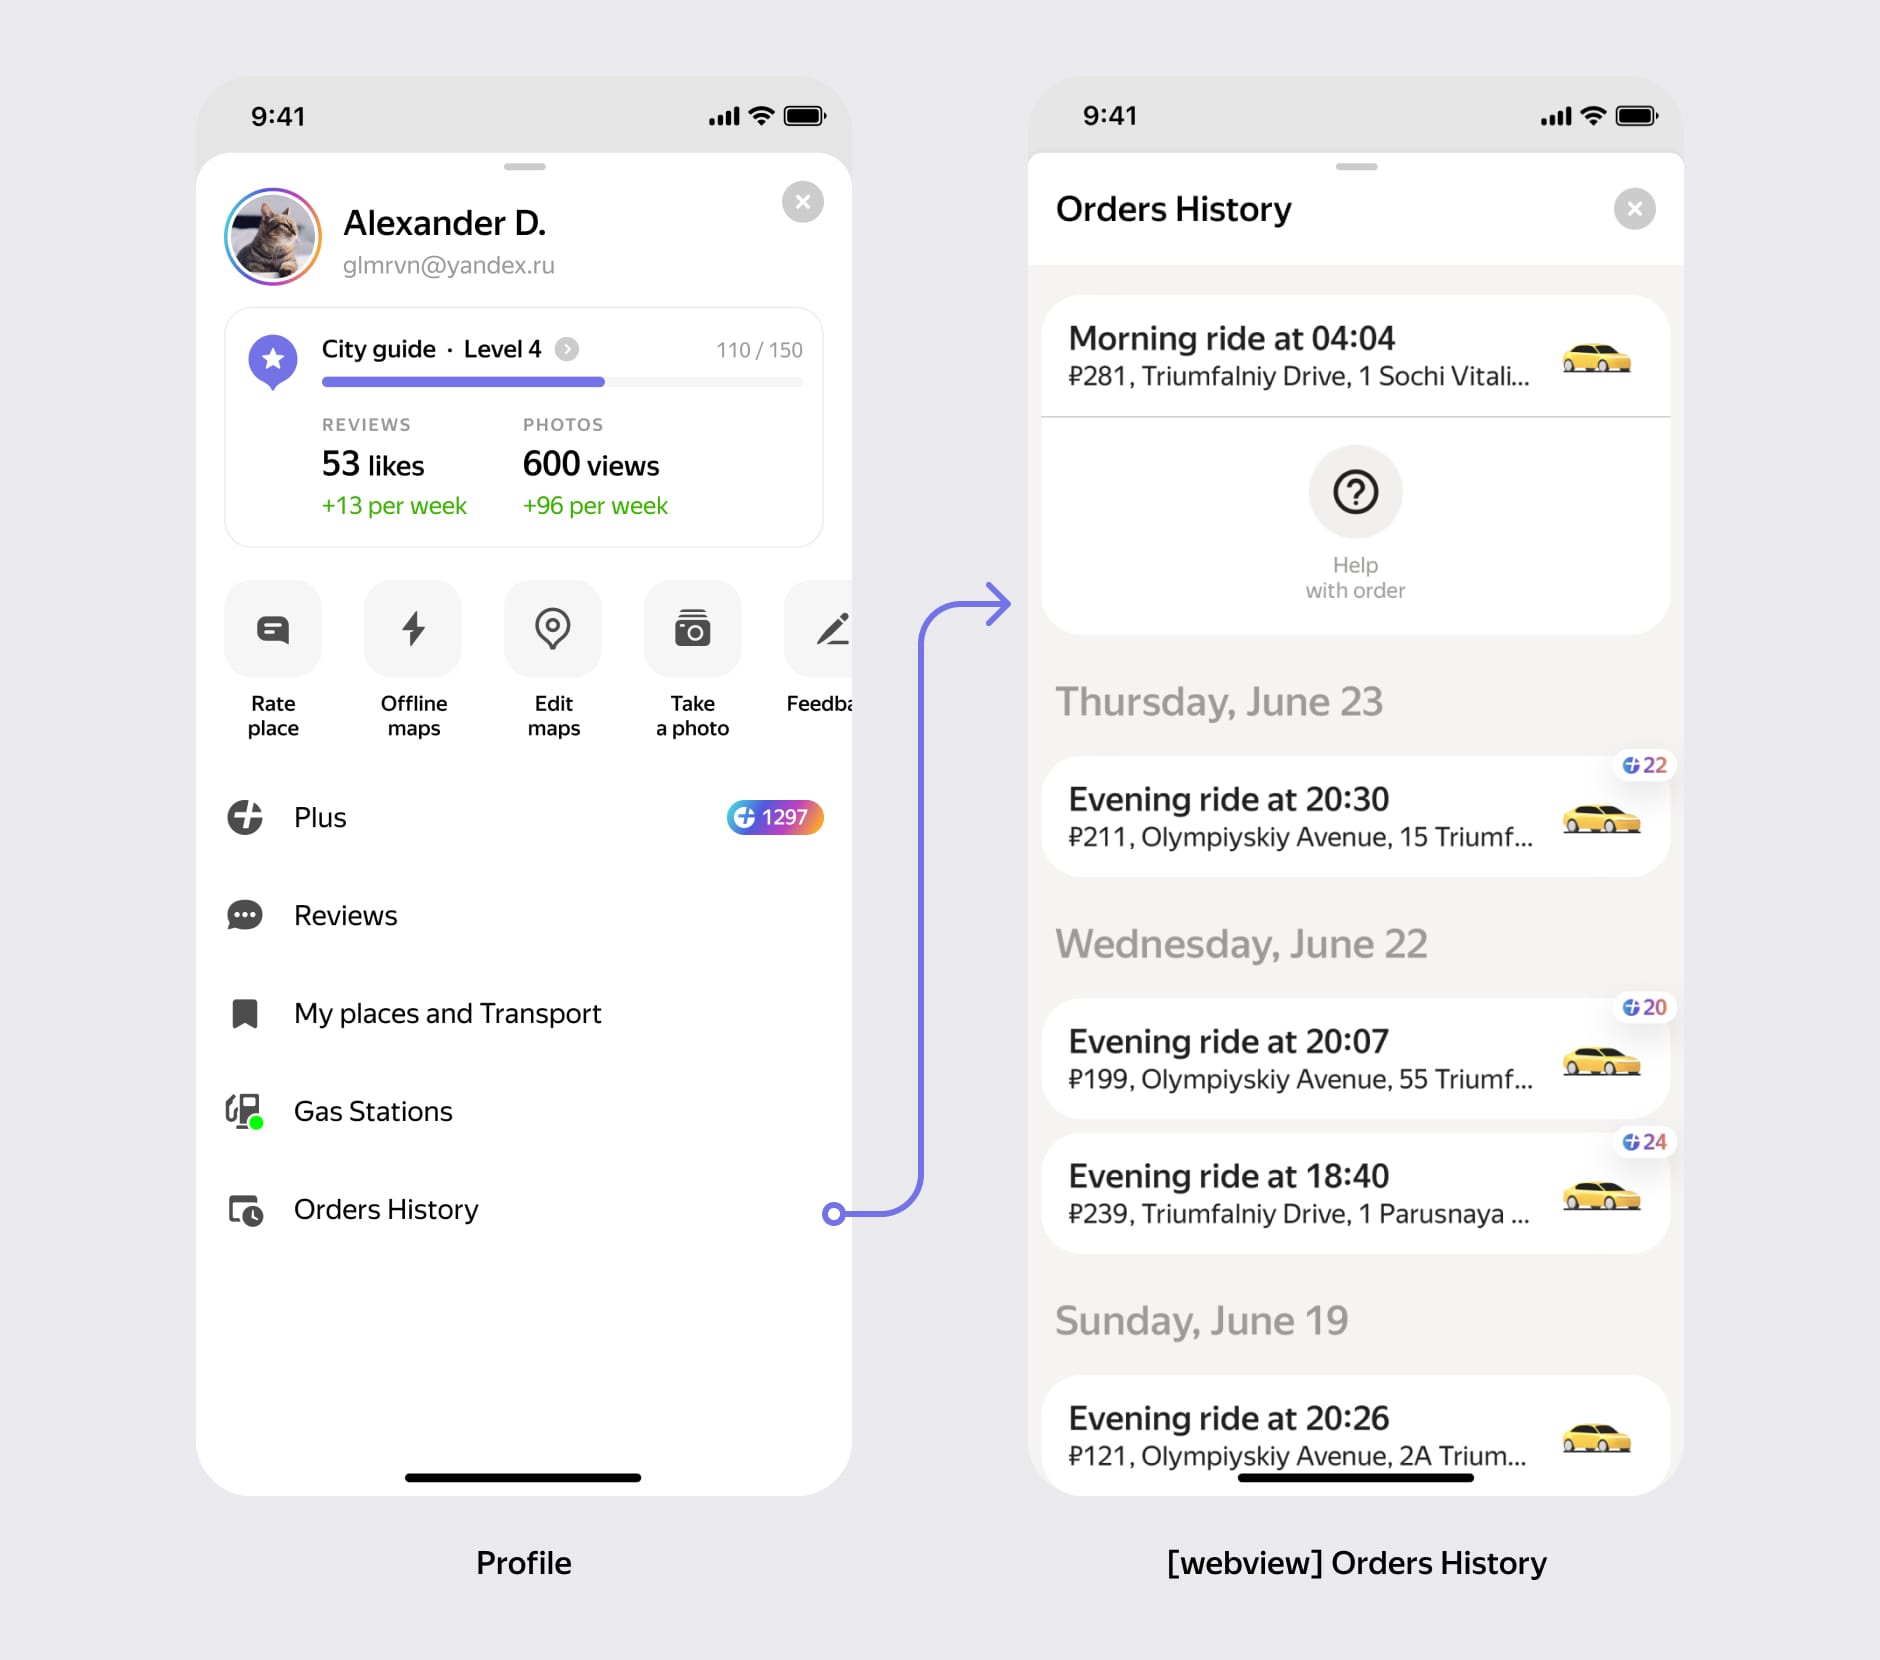 9:41
Alexander D.
glmrvn@yandex.ru
City guide · Level 4
110 / 150
REVIEWS
PHOTOS
53 likes
600 views
+13 per week
+96 per week
Rate
place
Offline
maps
Edit
maps
Take
a photo
Feedba
Plus
1297
Reviews
My places and Transport
Gas Stations
Orders History
Profile
9:41
Orders History
Morning ride at 04:04
₽281, Triumfalniy Drive, 1 Sochi Vitali...
Help
with order
Thursday, June 23
22
Evening ride at 20:30
₽211, Olympiyskiy Avenue, 15 Triumf...
Wednesday, June 22
20
Evening ride at 20:07
₽199, Olympiyskiy Avenue, 55 Triumf...
24
Evening ride at 18:40
₽239, Triumfalniy Drive, 1 Parusnaya ...
Sunday, June 19
Evening ride at 20:26
₽121, Olympiyskiy Avenue, 2A Trium...
[webview] Orders History